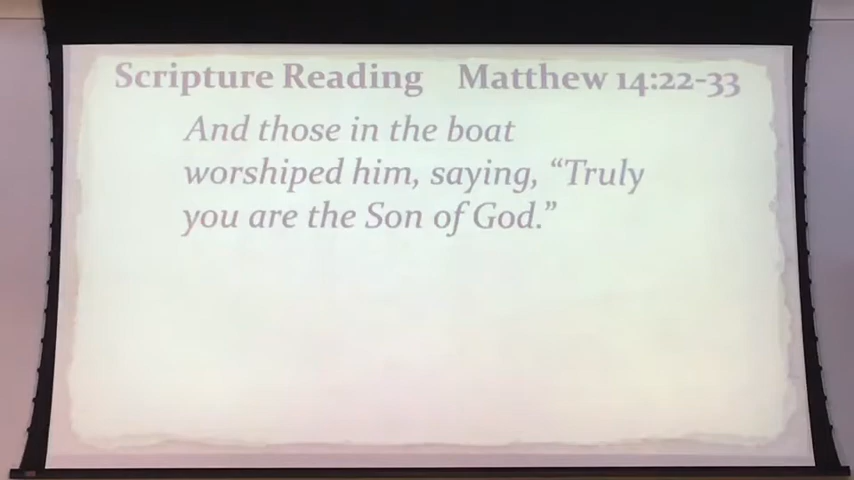 Scripture Reading Matthew 14:22-33
And those in the boat
worshiped him, saying, “Truly
you are the Son of God.”